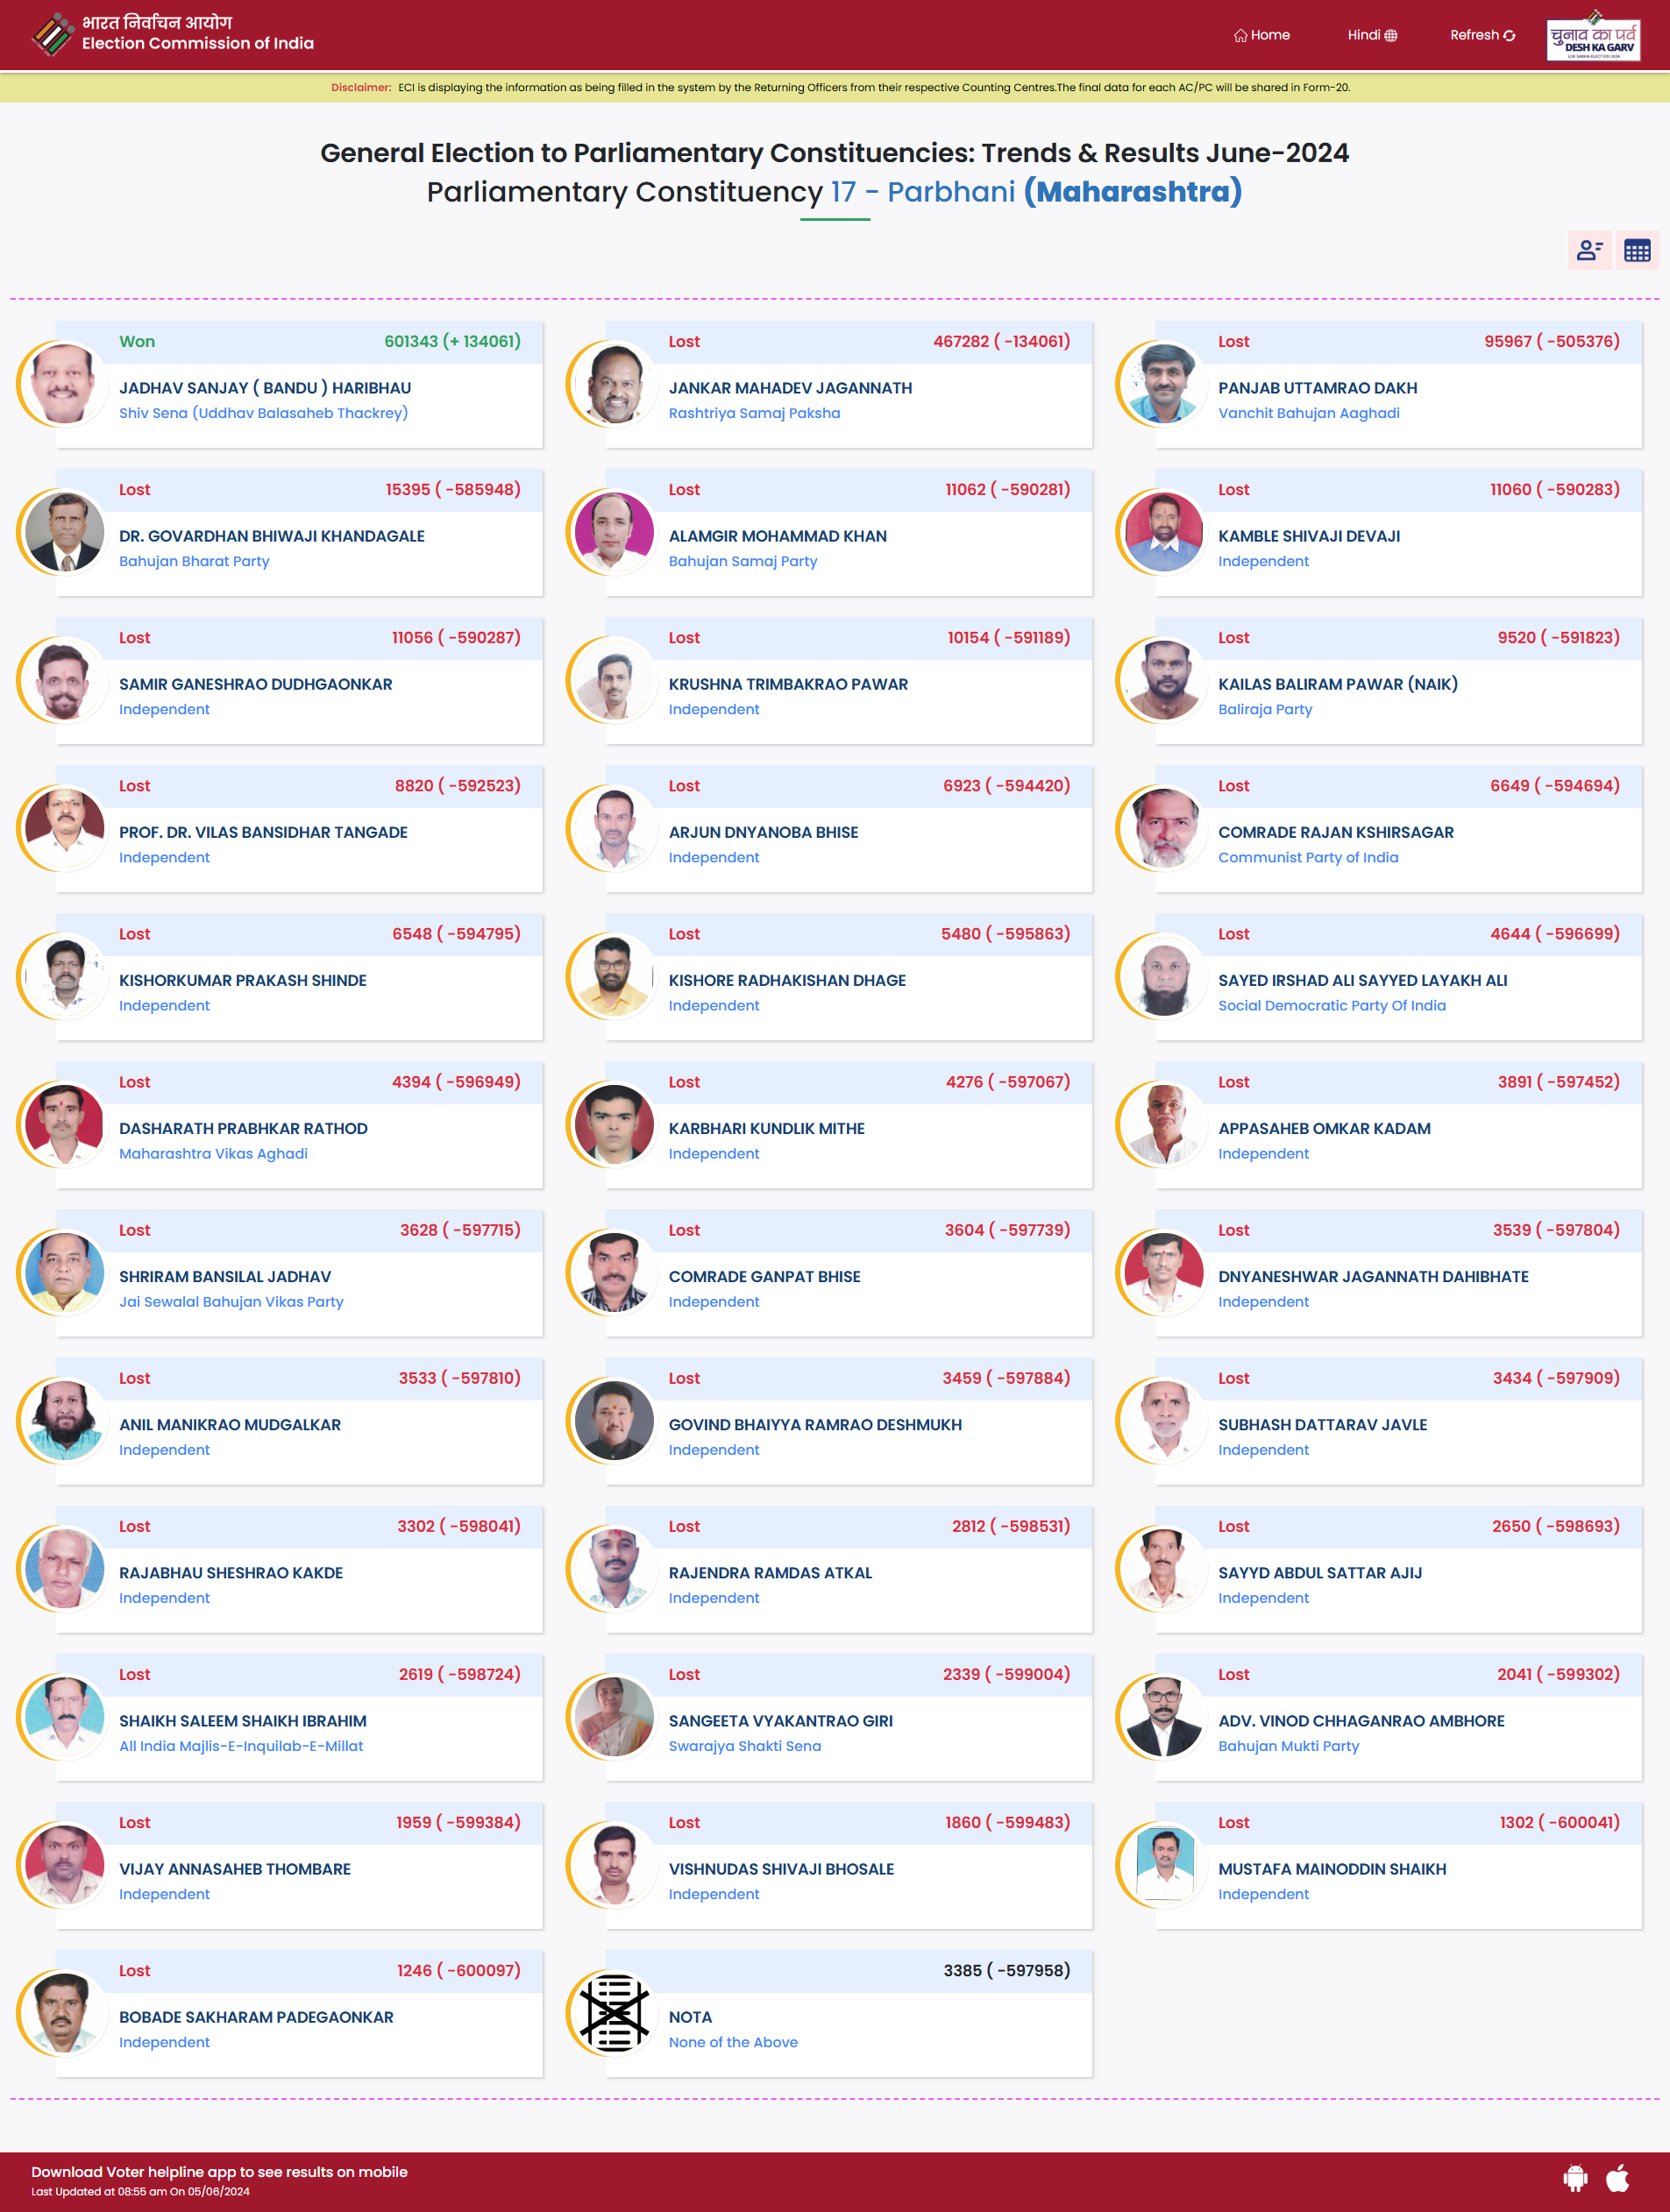 भारत निर्वाचन आयोग
Election Commission of India
Home
Hindi
Refresh
चुनाव का पर्व
DESH KA GARV
LOK SABHA ELECTION 2024
Disclaimer: ECI is displaying the information as being filled in the system by the Returning Officers from their respective Counting Centres.The final data for each AC/PC will be shared in Form-20.
General Election to Parliamentary Constituencies: Trends & Results June-2024
Parliamentary Constituency 17 - Parbhani (Maharashtra)
Won 601343 (+ 134061)
JADHAV SANJAY ( BANDU ) HARIBHAU
Shiv Sena (Uddhav Balasaheb Thackrey)
Lost 467282 ( -134061)
JANKAR MAHADEV JAGANNATH
Rashtriya Samaj Paksha
Lost 95967 ( -505376)
PANJAB UTTAMRAO DAKH
Vanchit Bahujan Aaghadi
Lost 15395 ( -585948)
DR. GOVARDHAN BHIWAJI KHANDAGALE
Bahujan Bharat Party
Lost 11062 ( -590281)
ALAMGIR MOHAMMAD KHAN
Bahujan Samaj Party
Lost 11060 ( -590283)
KAMBLE SHIVAJI DEVAJI
Independent
Lost 11056 ( -590287)
SAMIR GANESHRAO DUDHGAONKAR
Independent
Lost 10154 ( -591189)
KRUSHNA TRIMBAKRAO PAWAR
Independent
Lost 9520 ( -591823)
KAILAS BALIRAM PAWAR (NAIK)
Baliraja Party
Lost 8820 ( -592523)
PROF. DR. VILAS BANSIDHAR TANGADE
Independent
Lost 6923 ( -594420)
ARJUN DNYANOBA BHISE
Independent
Lost 6649 ( -594694)
COMRADE RAJAN KSHIRSAGAR
Communist Party of India
Lost 6548 ( -594795)
KISHORKUMAR PRAKASH SHINDE
Independent
Lost 5480 ( -595863)
KISHORE RADHAKISHAN DHAGE
Independent
Lost 4644 ( -596699)
SAYED IRSHAD ALI SAYYED LAYAKH ALI
Social Democratic Party Of India
Lost 4394 ( -596949)
DASHARATH PRABHKAR RATHOD
Maharashtra Vikas Aghadi
Lost 4276 ( -597067)
KARBHARI KUNDLIK MITHE
Independent
Lost 3891 ( -597452)
APPASAHEB OMKAR KADAM
Independent
Lost 3628 ( -597715)
SHRIRAM BANSILAL JADHAV
Jai Sewalal Bahujan Vikas Party
Lost 3604 ( -597739)
COMRADE GANPAT BHISE
Independent
Lost 3539 ( -597804)
DNYANESHWAR JAGANNATH DAHIBHATE
Independent
Lost 3533 ( -597810)
ANIL MANIKRAO MUDGALKAR
Independent
Lost 3459 ( -597884)
GOVIND BHAIYYA RAMRAO DESHMUKH
Independent
Lost 3434 ( -597909)
SUBHASH DATTARAV JAVLE
Independent
Lost 3302 ( -598041)
RAJABHAU SHESHRAO KAKDE
Independent
Lost 2812 ( -598531)
RAJENDRA RAMDAS ATKAL
Independent
Lost 2650 ( -598693)
SAYYD ABDUL SATTAR AJIJ
Independent
Lost 2619 ( -598724)
SHAIKH SALEEM SHAIKH IBRAHIM
All India Majlis-E-Inquilab-E-Millat
Lost 2339 ( -599004)
SANGEETA VYAKANTRAO GIRI
Swarajya Shakti Sena
Lost 2041 ( -599302)
ADV. VINOD CHHAGANRAO AMBHORE
Bahujan Mukti Party
Lost 1959 ( -599384)
VIJAY ANNASAHEB THOMBARE
Independent
Lost 1860 ( -599483)
VISHNUDAS SHIVAJI BHOSALE
Independent
Lost 1302 ( -600041)
MUSTAFA MAINODDIN SHAIKH
Independent
Lost 1246 ( -600097)
BOBADE SAKHARAM PADEGAONKAR
Independent
3385 ( -597958)
NOTA
None of the Above
Download Voter helpline app to see results on mobile
Last Updated at 08:55 am On 05/06/2024